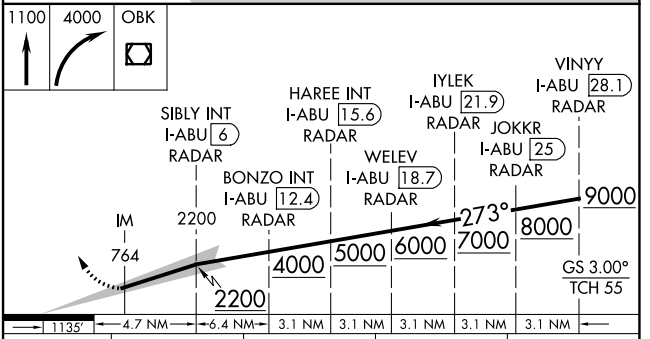 1100 4000 OBK
VINYY
I-ABU 28.1
RADAR
IYLEK
I-ABU 21.9
RADAR
HAREE INT
I-ABU 15.6
RADAR
SIBLY INT
I-ABU 6
RADAR
JOKKR
I-ABU 25
RADAR
WELEV
I-ABU 18.7
RADAR
BONZO INT
I-ABU 12.4
RADAR
IM
764
2200
273°
9000
8000
7000
6000
5000
4000
2200
GS 3.00°
TCH 55
1135' 4.7 NM 6.4 NM 3.1 NM 3.1 NM 3.1 NM 3.1 NM 3.1 NM